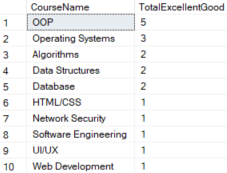 CourseName TotalExcellentGood
1 OOP 5
2 Operating Systems 3
3 Algorithms 2
4 Data Structures 2
5 Database 2
6 HTML/CSS 1
7 Network Security 1
8 Software Engineering 1
9 UI/UX 1
10 Web Development 1